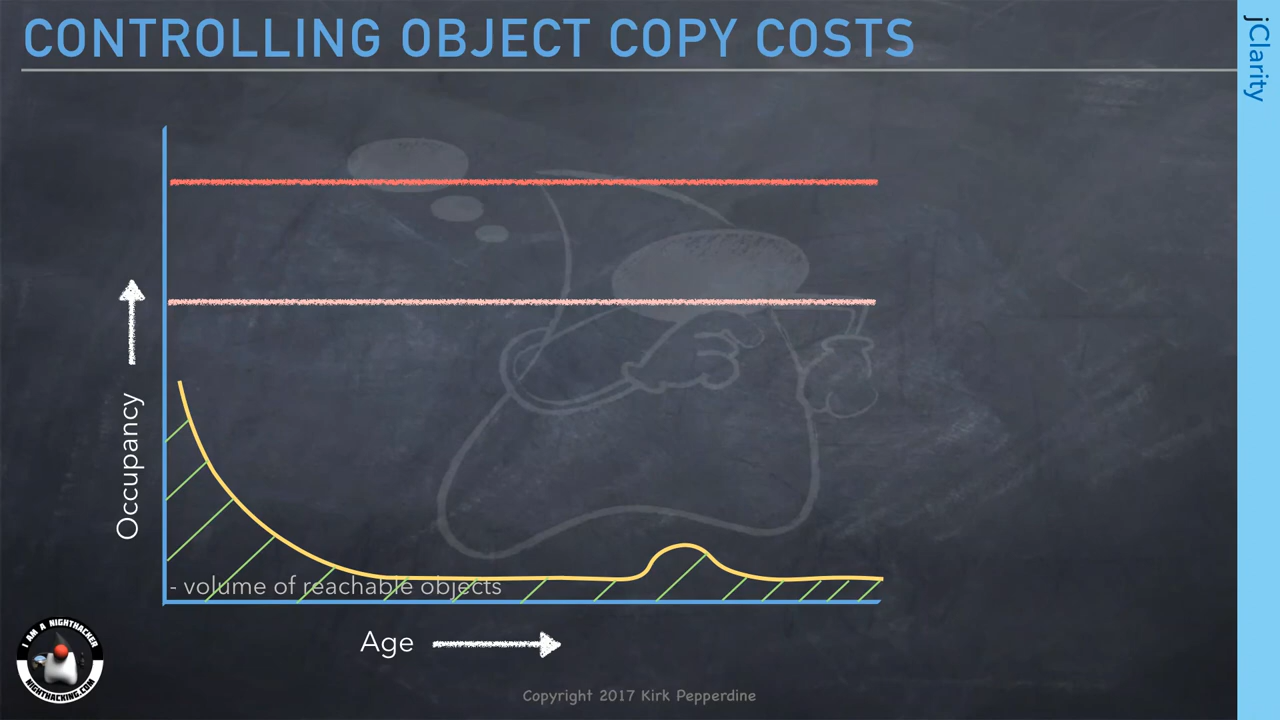 CONTROLLING OBJECT COPY COSTS
jClarity
Occupancy
- volume of reachable objects
Age
I AM A NIGHTHACKER
NIGHTHACKING.COM
Copyright 2017 Kirk Pepperdine